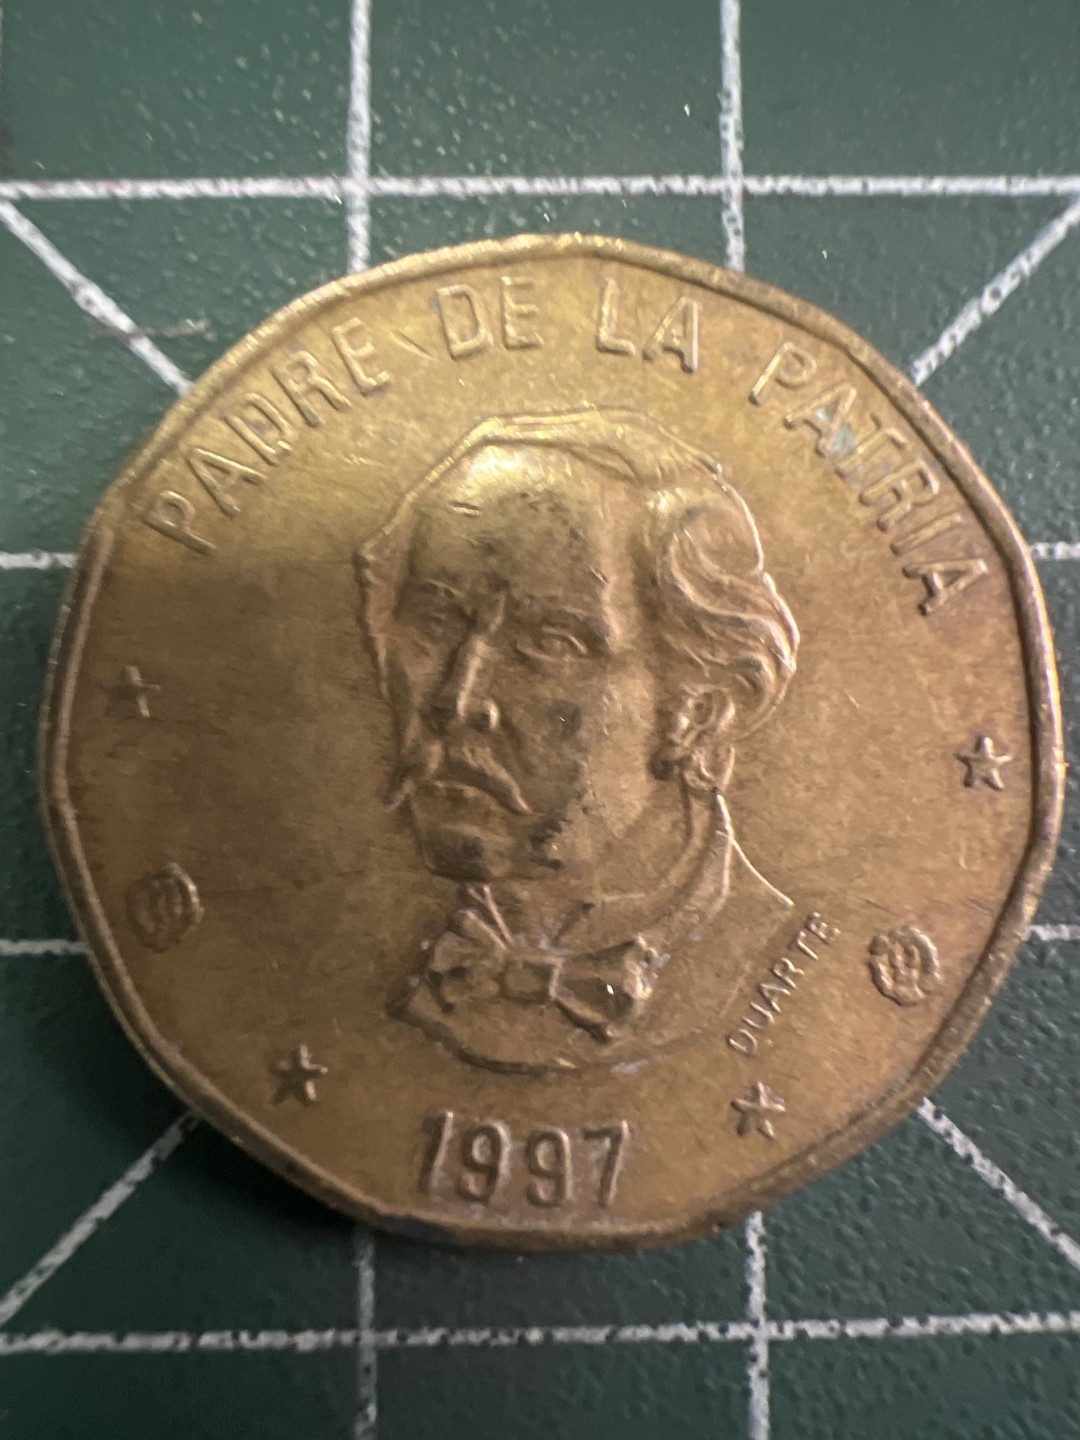 PADRE DE LA PATRIA
DUARTE
1997